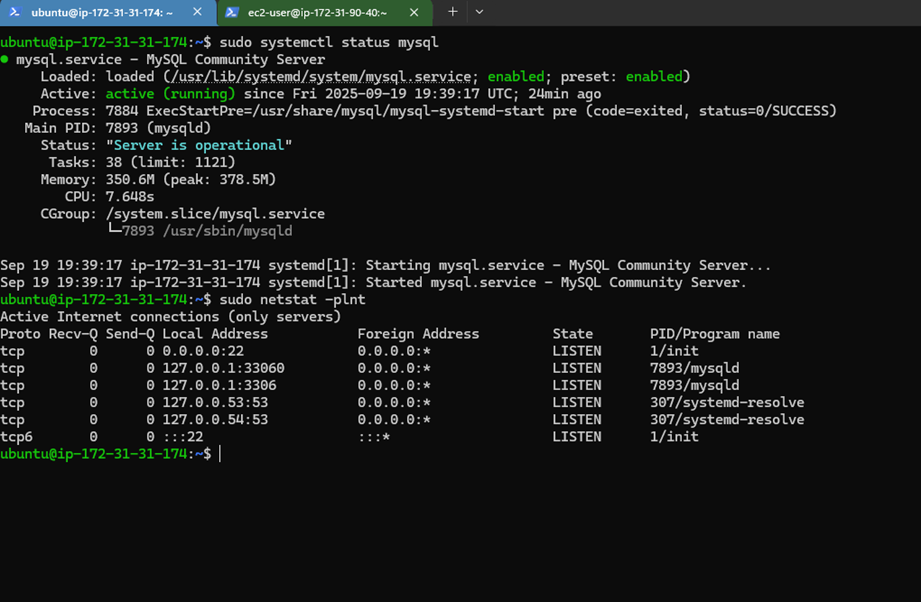 ubuntu@ip-172-31-31-174: ~ ec2-user@ip-172-31-90-40:~
ubuntu@ip-172-31-31-174:~$ sudo systemctl status mysql
● mysql.service - MySQL Community Server
     Loaded: loaded (/usr/lib/systemd/system/mysql.service; enabled; preset: enabled)
     Active: active (running) since Fri 2025-09-19 19:39:17 UTC; 24min ago
    Process: 7884 ExecStartPre=/usr/share/mysql/mysql-systemd-start pre (code=exited, status=0/SUCCESS)
   Main PID: 7893 (mysqld)
     Status: "Server is operational"
      Tasks: 38 (limit: 1121)
     Memory: 350.6M (peak: 378.5M)
        CPU: 7.648s
     CGroup: /system.slice/mysql.service
             └─7893 /usr/sbin/mysqld
Sep 19 19:39:17 ip-172-31-31-174 systemd[1]: Starting mysql.service - MySQL Community Server...
Sep 19 19:39:17 ip-172-31-31-174 systemd[1]: Started mysql.service - MySQL Community Server.
ubuntu@ip-172-31-31-174:~$ sudo netstat -plnt
Active Internet connections (only servers)
Proto Recv-Q Send-Q Local Address           Foreign Address         State       PID/Program name
tcp        0      0 0.0.0.0:22              0.0.0.0:*               LISTEN      1/init
tcp        0      0 127.0.0.1:33060         0.0.0.0:*               LISTEN      7893/mysqld
tcp        0      0 127.0.0.1:3306          0.0.0.0:*               LISTEN      7893/mysqld
tcp        0      0 127.0.0.53:53           0.0.0.0:*               LISTEN      307/systemd-resolve
tcp        0      0 127.0.0.54:53           0.0.0.0:*               LISTEN      307/systemd-resolve
tcp6       0      0 :::22                   :::*                    LISTEN      1/init
ubuntu@ip-172-31-31-174:~$